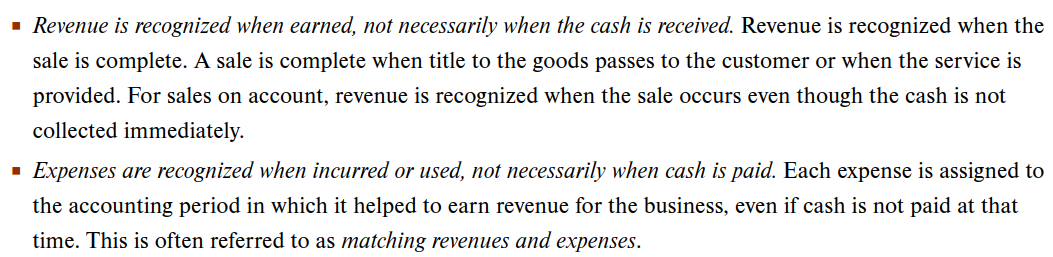 ▪ Revenue is recognized when earned, not necessarily when the cash is received. Revenue is recognized when the
sale is complete. A sale is complete when title to the goods passes to the customer or when the service is
provided. For sales on account, revenue is recognized when the sale occurs even though the cash is not
collected immediately.
▪ Expenses are recognized when incurred or used, not necessarily when cash is paid. Each expense is assigned to
the accounting period in which it helped to earn revenue for the business, even if cash is not paid at that
time. This is often referred to as matching revenues and expenses.